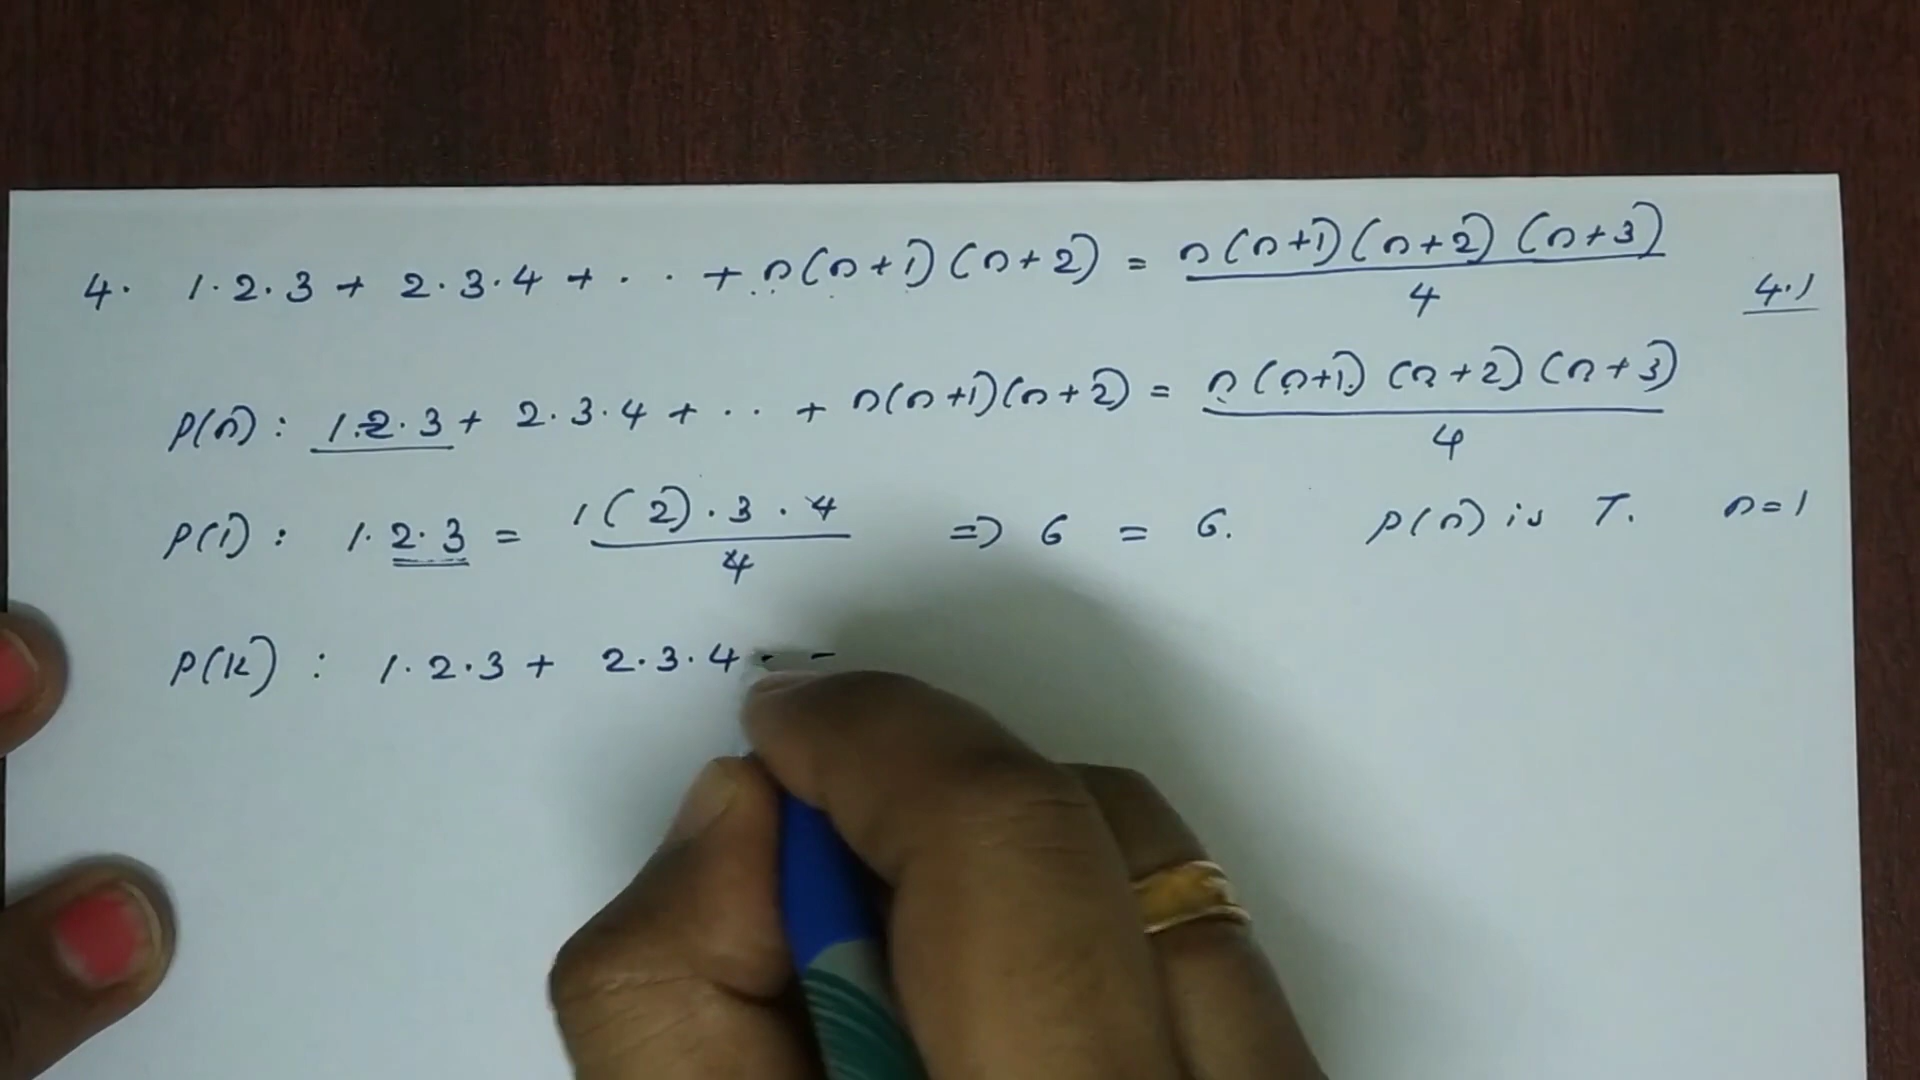 4. 1.2.3 + 2.3.4 + . . + n(n+1)(n+2) = n(n+1)(n+2)(n+3) / 4
4.1
P(n) : 1.2.3 + 2.3.4 + . . . + n(n+1)(n+2) = n(n+1)(n+2)(n+3) / 4
P(1) : 1.2.3 = 1(2).3.4 / 4 => 6 = 6. P(n) is T. n=1
P(k) : 1.2.3 + 2.3.4 - -